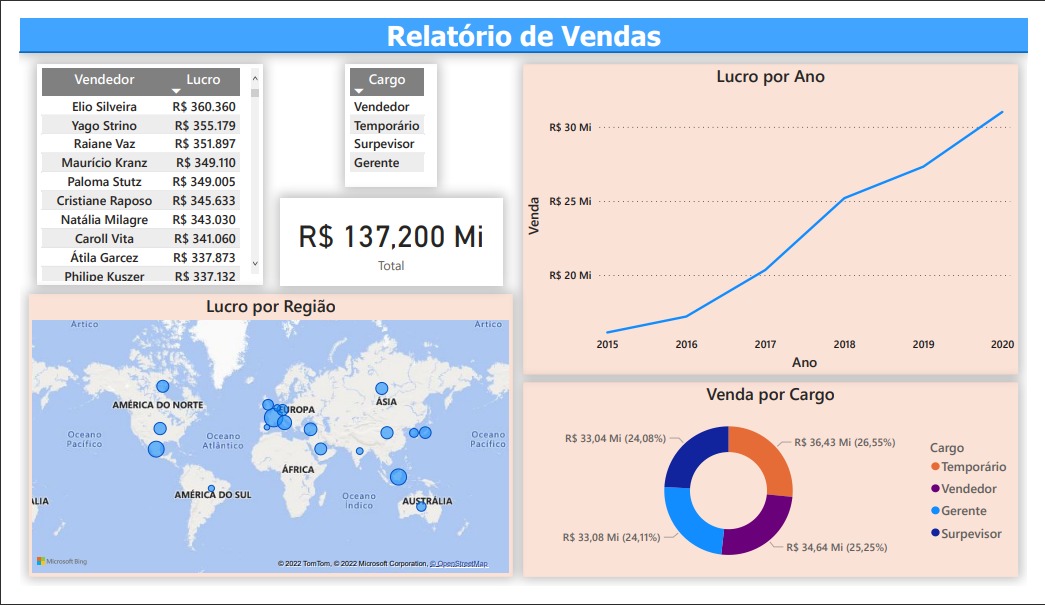 Relatório de Vendas
Vendedor Lucro
Elio Silveira R$ 360.360
Yago Strino R$ 355.179
Raiane Vaz R$ 351.897
Maurício Kranz R$ 349.110
Paloma Stutz R$ 349.005
Cristiane Raposo R$ 345.633
Natália Milagre R$ 343.030
Caroll Vita R$ 341.060
Átila Garcez R$ 337.873
Philipe Kuszer R$ 337.132
Cargo
Vendedor
Temporário
Surpevisor
Gerente
R$ 137,200 Mi
Total
Lucro por Ano
Venda
R$ 30 Mi
R$ 25 Mi
R$ 20 Mi
2015 2016 2017 2018 2019 2020
Ano
Lucro por Região
Ártico Ártico
AMÉRICA DO NORTE
EUROPA
ÁSIA
Oceano Pacífico
Oceano Atlântico
Oceano Pacífico
ÁFRICA
AMÉRICA DO SUL
Oceano Índico
ALIA
AUSTRÁLIA
Microsoft Bing
© 2022 TomTom, © 2022 Microsoft Corporation, © OpenStreetMap
Venda por Cargo
R$ 33,04 Mi (24,08%)
R$ 36,43 Mi (26,55%)
R$ 33,08 Mi (24,11%)
R$ 34,64 Mi (25,25%)
Cargo
Temporário
Vendedor
Gerente
Surpevisor